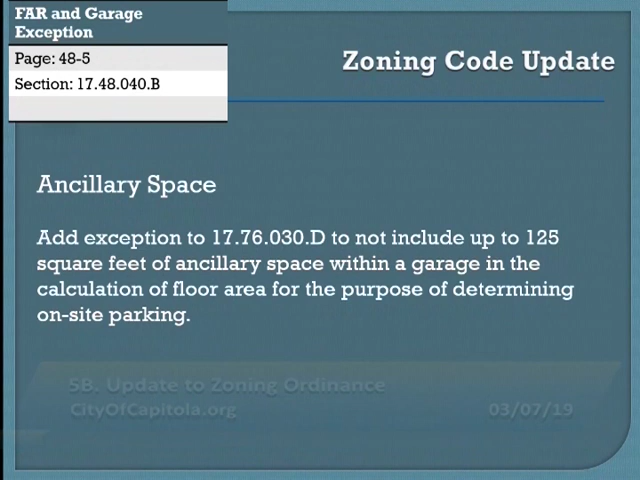 FAR and Garage
Exception
Page: 48-5
Section: 17.48.040.B
Zoning Code Update
Ancillary Space
Add exception to 17.76.030.D to not include up to 125
square feet of ancillary space within a garage in the
calculation of floor area for the purpose of determining
on-site parking.
5B. Update to Zoning Ordinance
CityOfCapitola.org 03/07/19